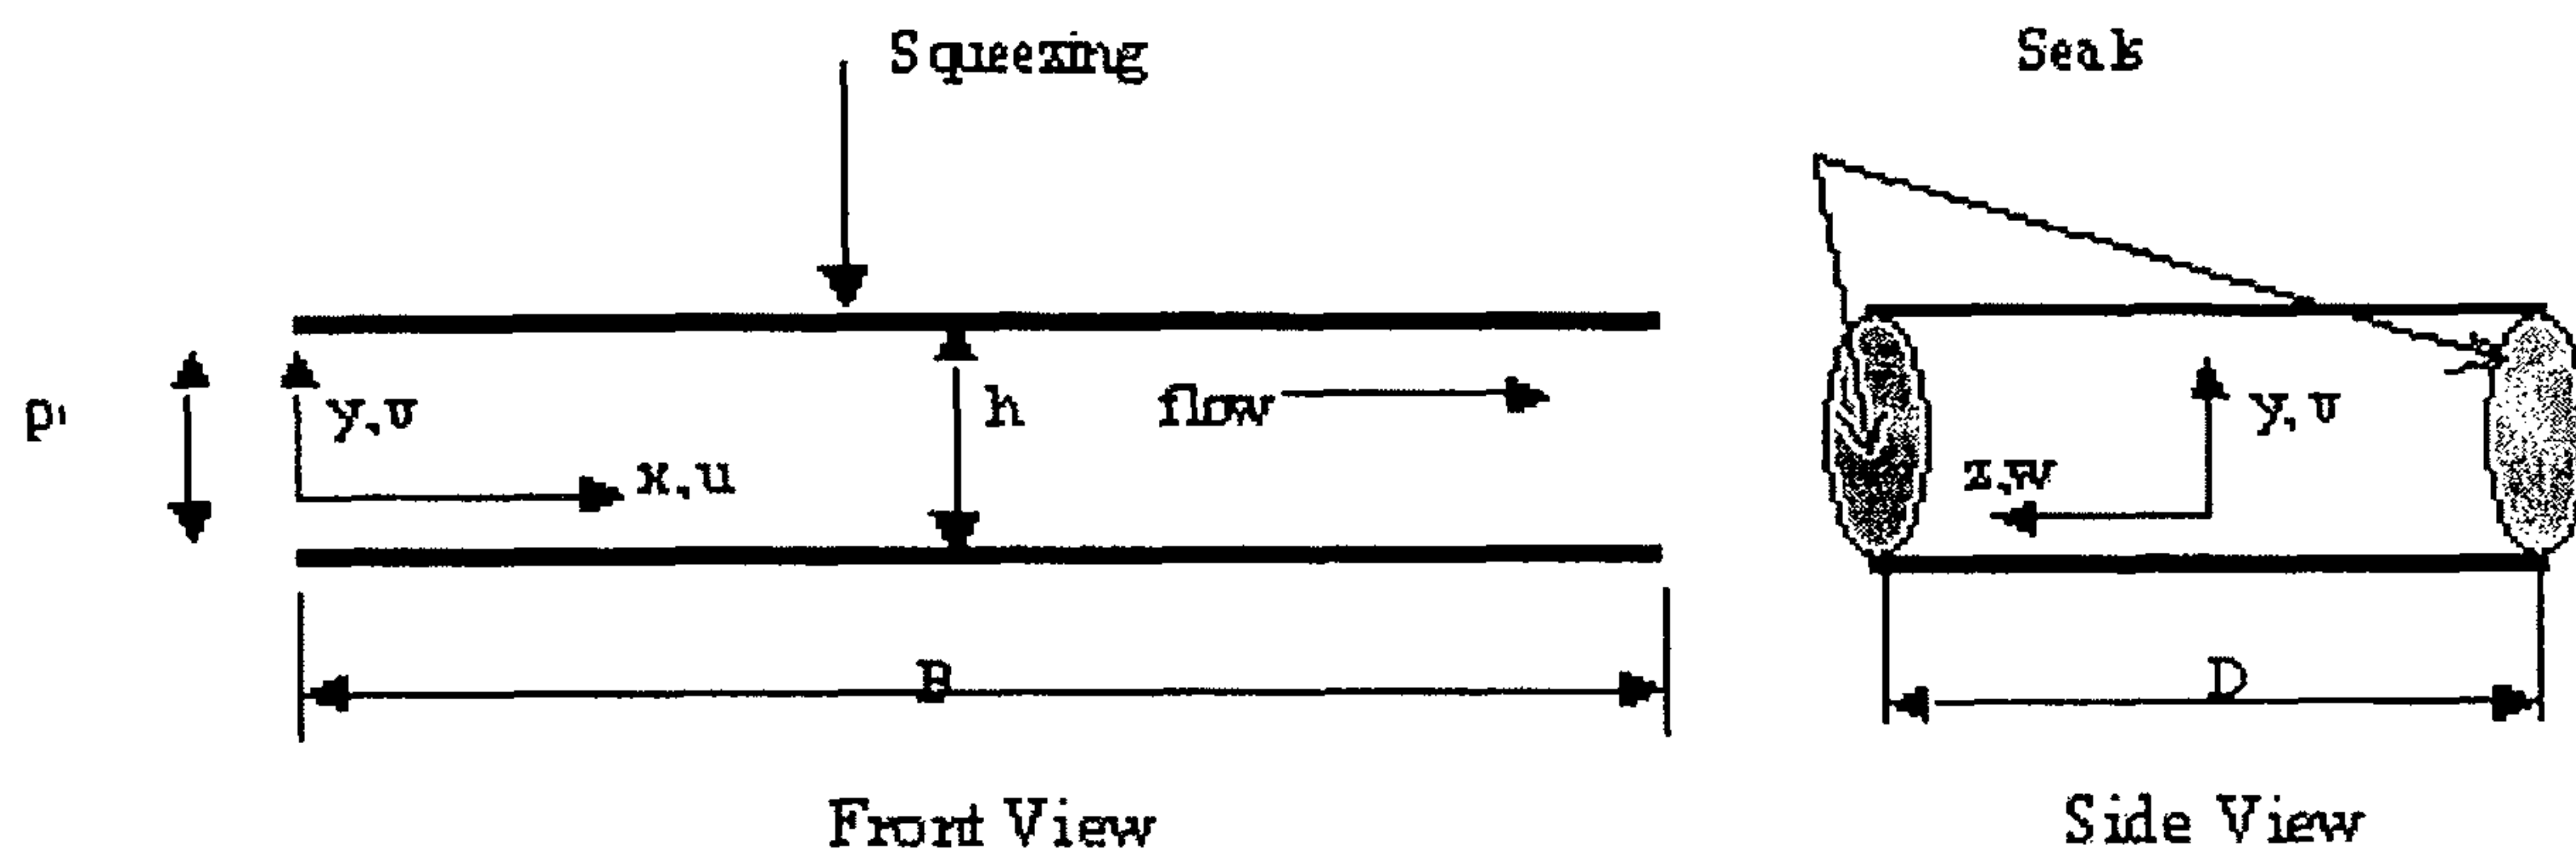 Squeezing
Seals
p
y,υ
x,u
h
flow
y,υ
z,w
B
D
Front View
Side View